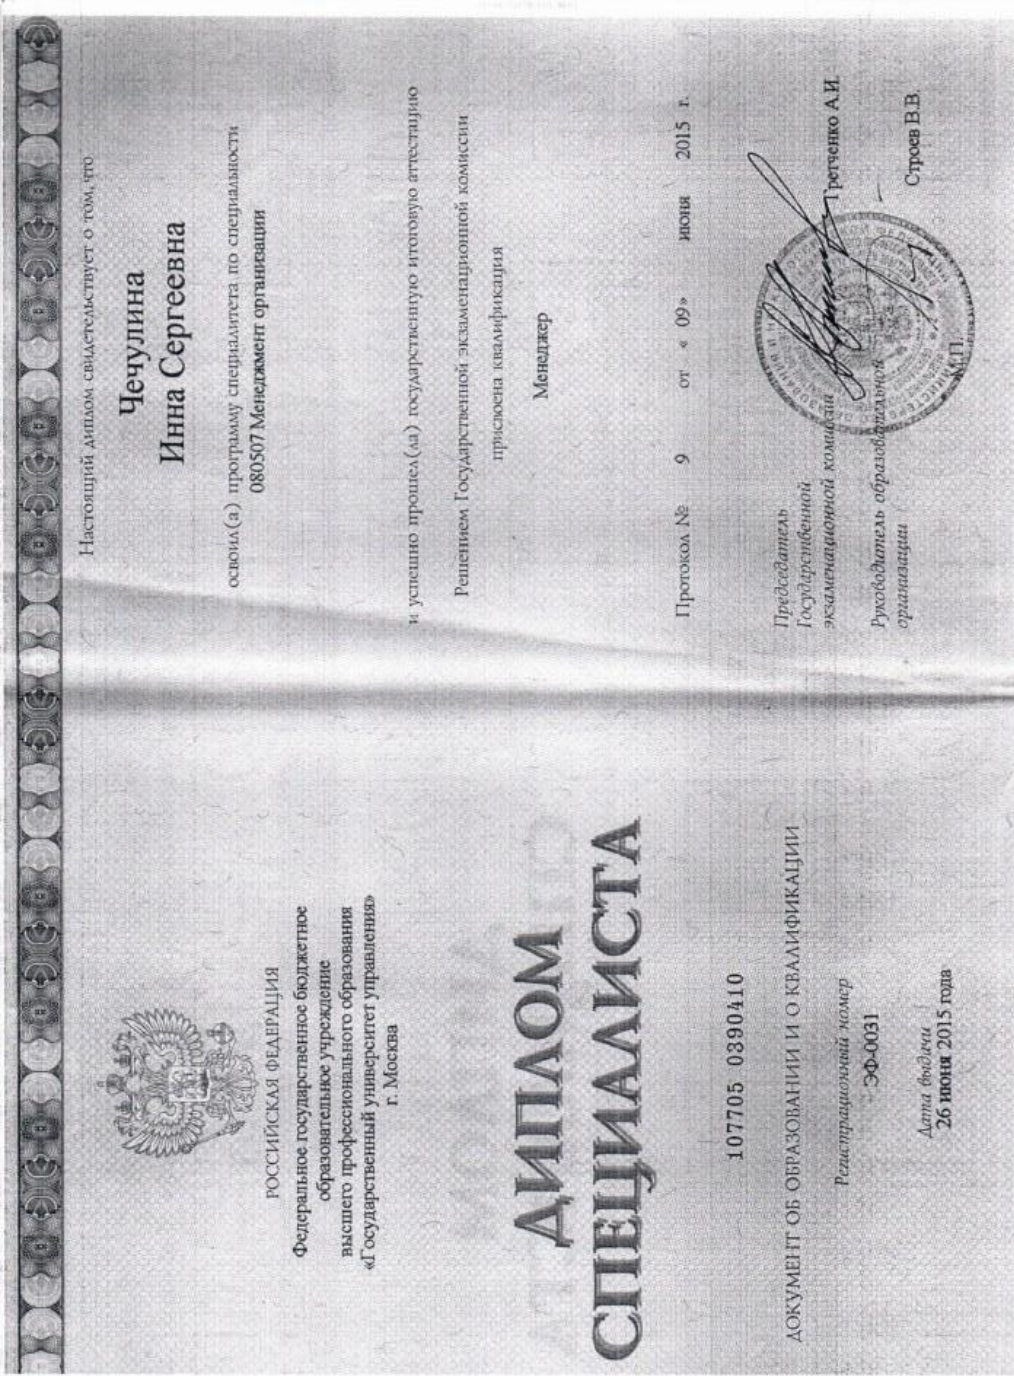 РОССИЙСКАЯ ФЕДЕРАЦИЯ
Федеральное государственное бюджетное
образовательное учреждение
высшего профессионального образования
«Государственный университет управления»
г. Москва
ДИПЛОМ
СПЕЦИАЛИСТА
107705 0390410
ДОКУМЕНТ ОБ ОБРАЗОВАНИИ И О КВАЛИФИКАЦИИ
Регистрационный номер
ЭФ-0031
Дата выдачи
26 июня 2015 года
Настоящий диплом свидетельствует о том, что
Чечулина
Инна Сергеевна
освоил(а) программу специалитета по специальности
080507 Менеджмент организации
и успешно прошел(ла) государственную итоговую аттестацию
Решением Государственной экзаменационной комиссии
присвоена квалификация
Менеджер
Протокол № 9 от « 09» июня 2015 г.
Председатель
Государственной
экзаменационной комиссии Гретченко А.И.
Руководитель образовательной
организации Строев В.В.
М.П.